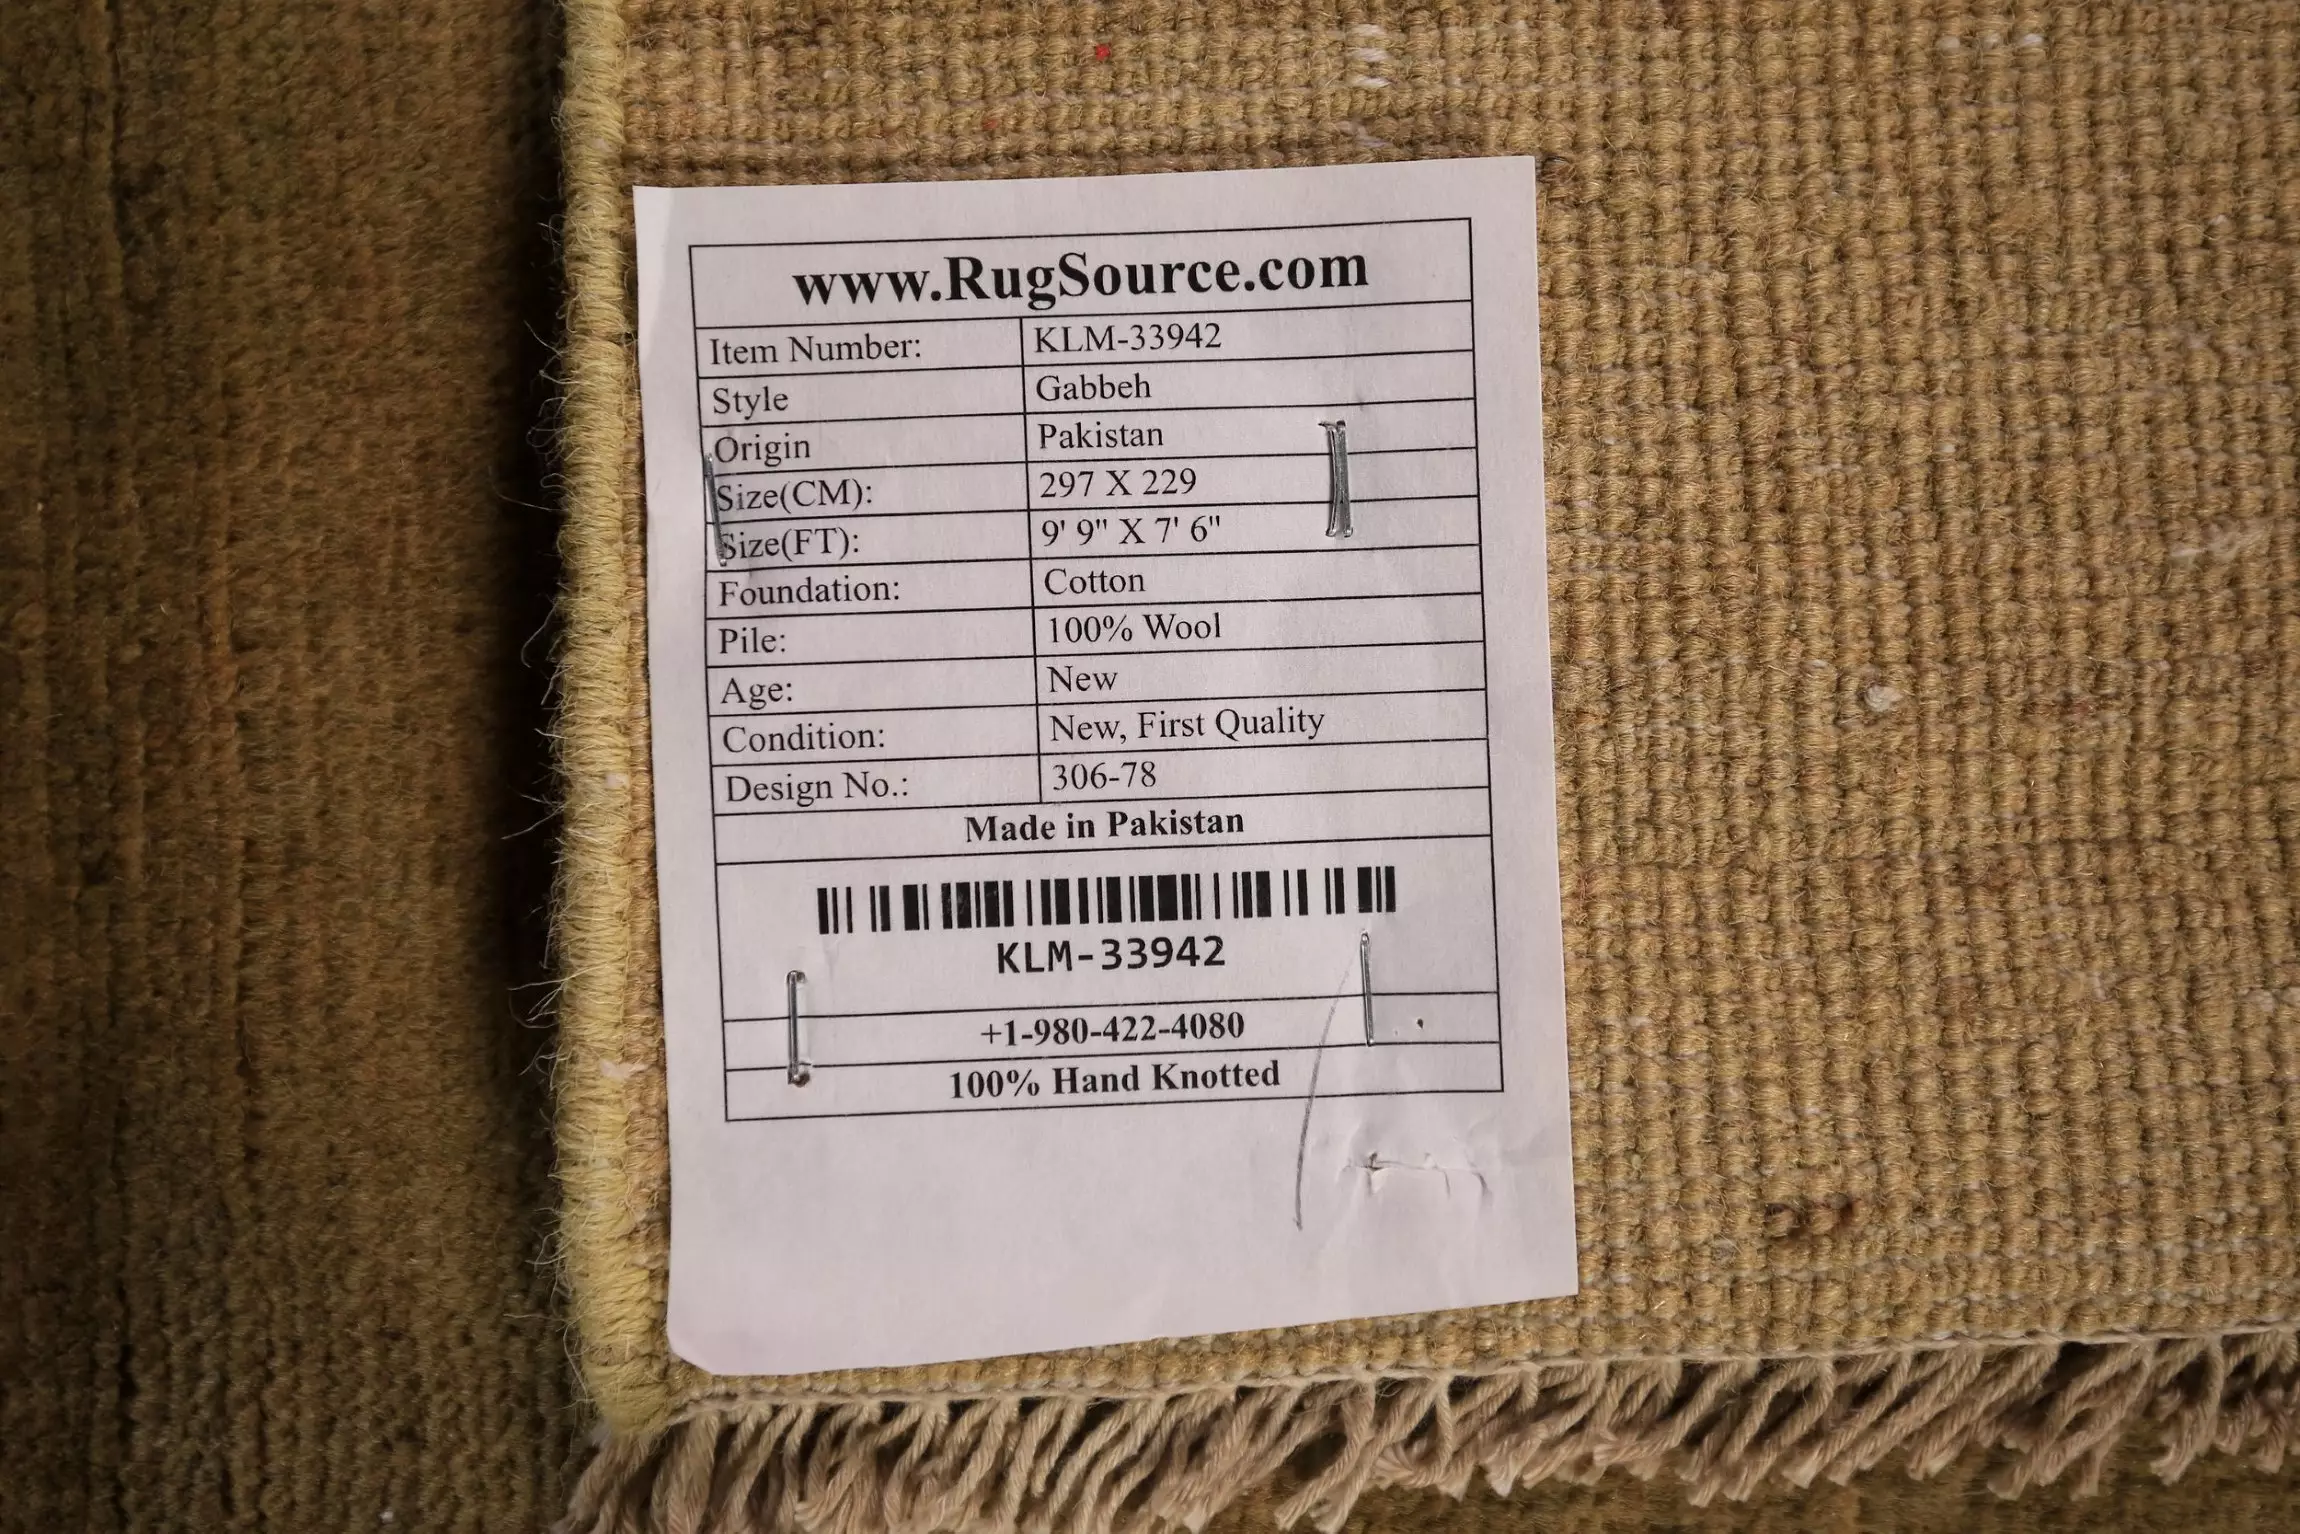 www.RugSource.com
Item Number: KLM-33942
Style Gabbeh
Origin Pakistan
Size(CM): 297 X 229
Size(FT): 9' 9" X 7' 6"
Foundation: Cotton
Pile: 100% Wool
Age: New
Condition: New, First Quality
Design No.: 306-78
Made in Pakistan
KLM-33942
+1-980-422-4080
100% Hand Knotted